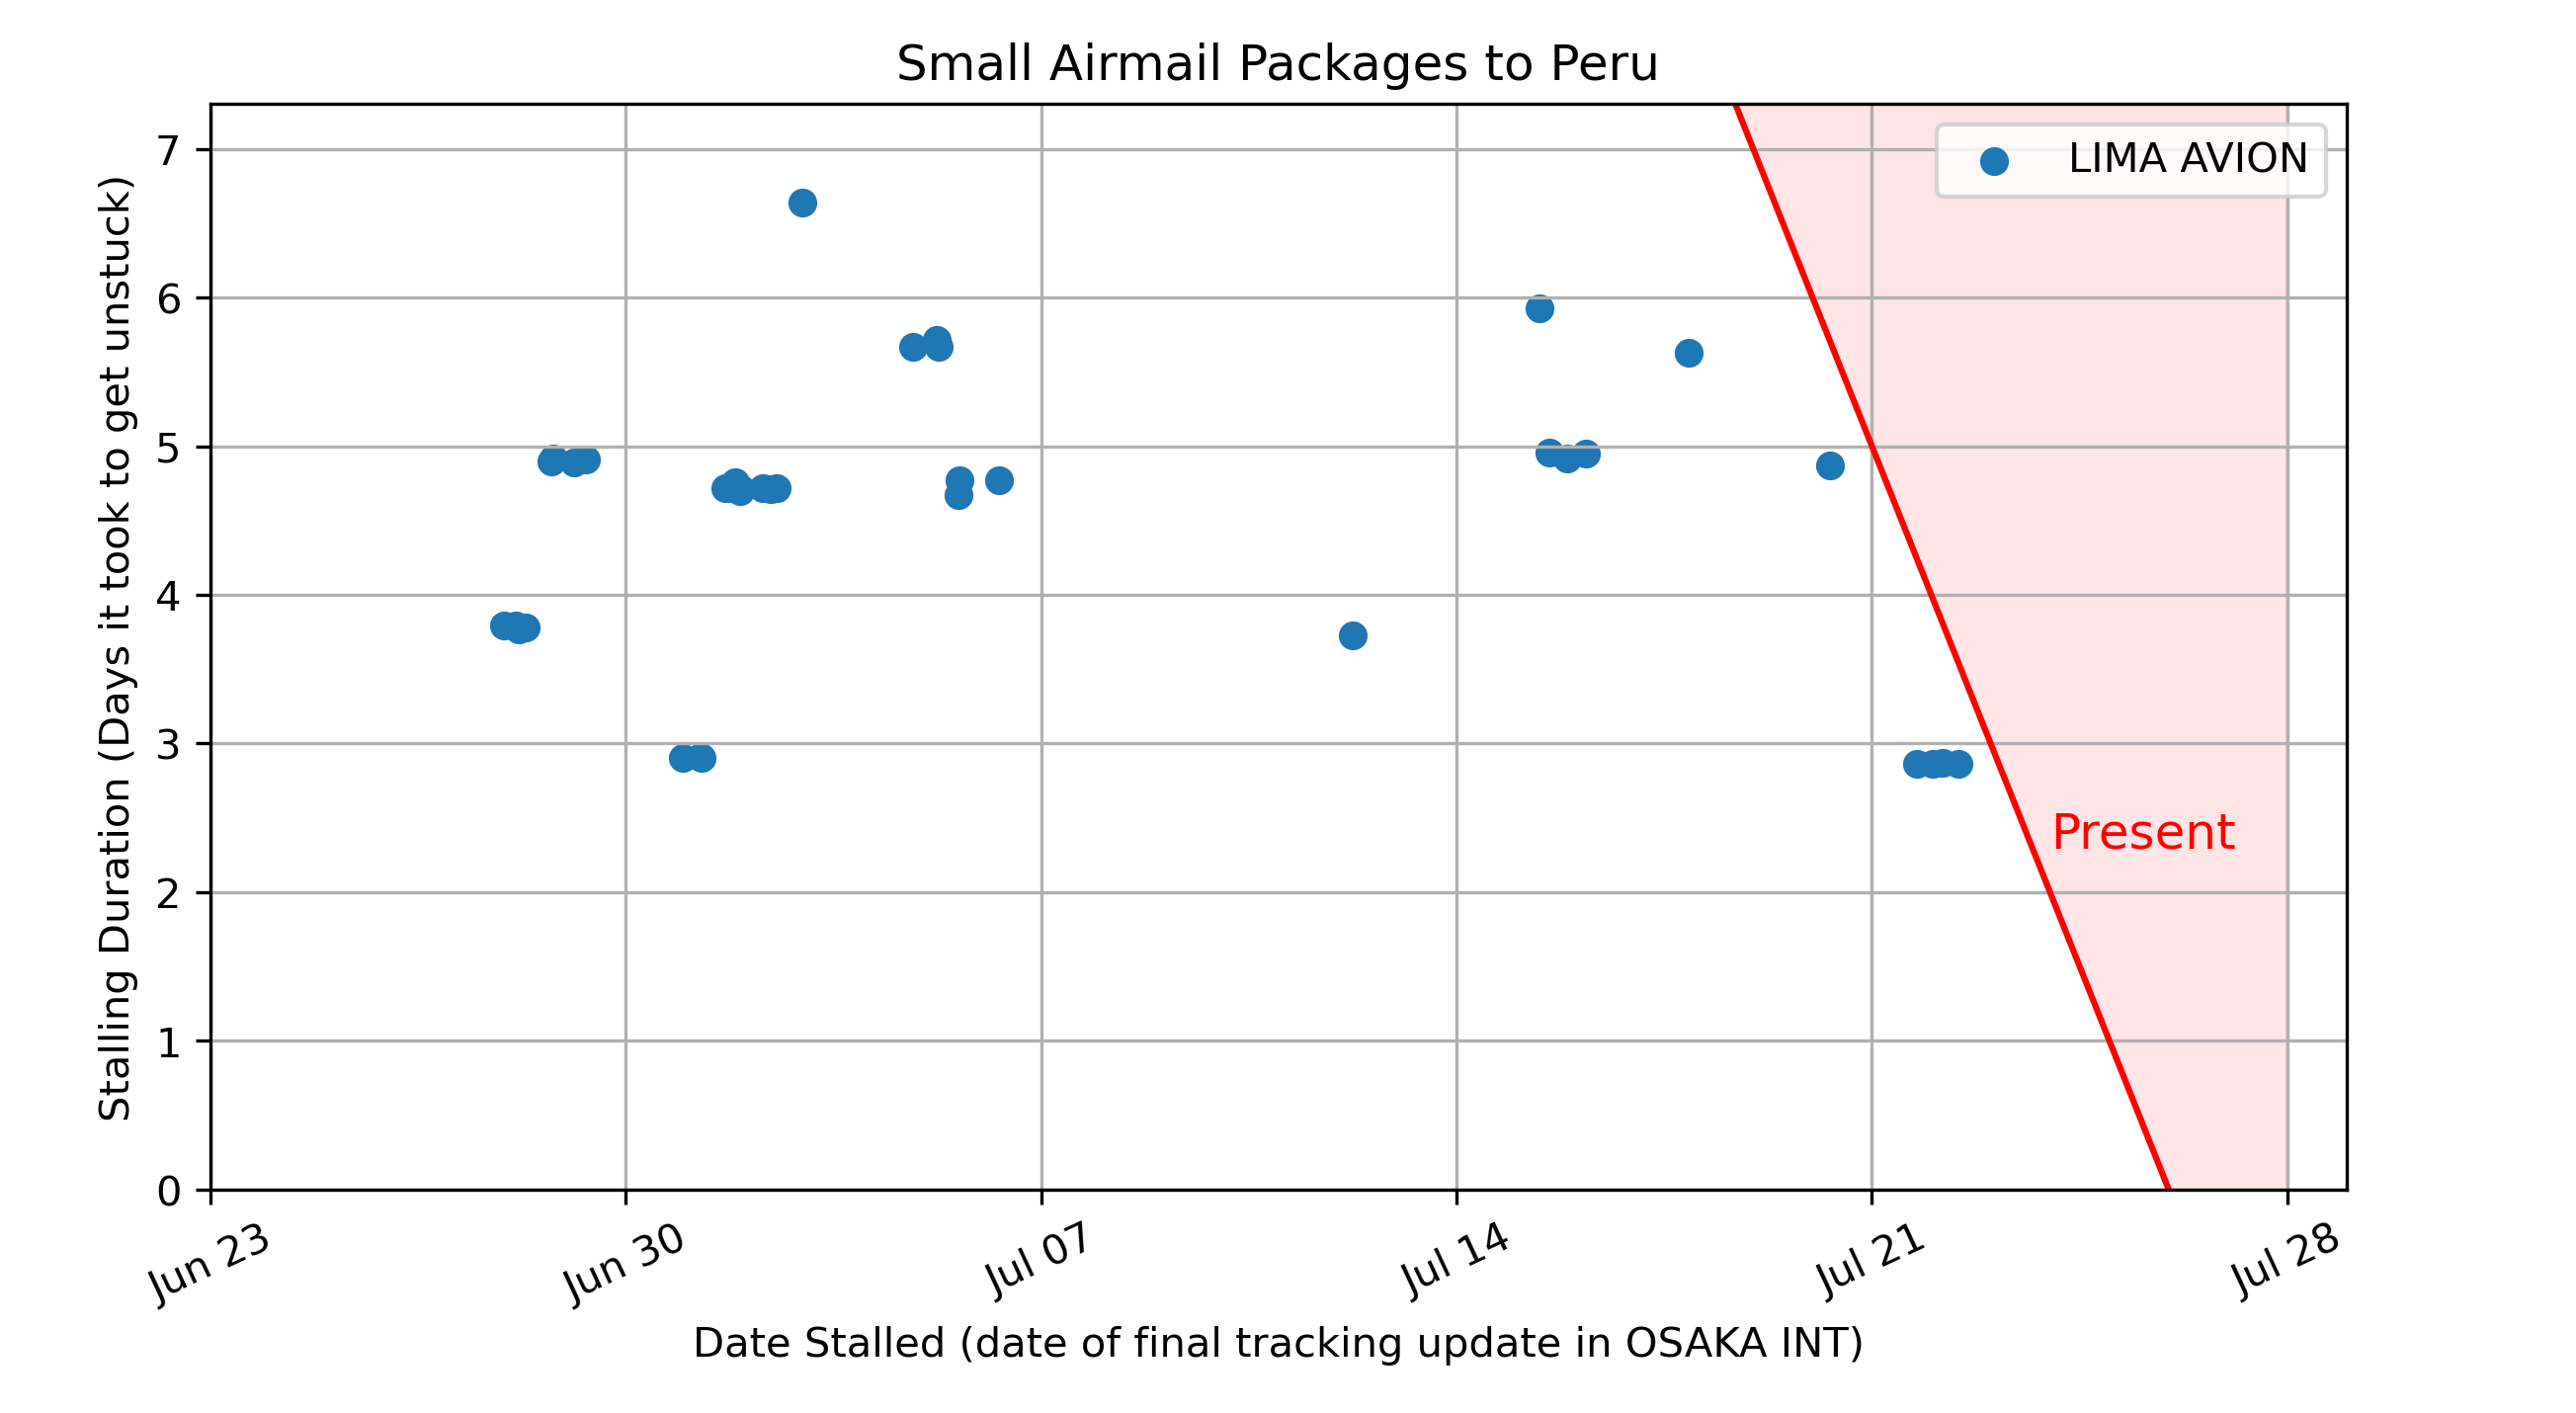 Small Airmail Packages to Peru
LIMA AVION
Stalling Duration (Days it took to get unstuck)
7
6
5
4
3
2
1
0
Present
Jun 23
Jun 30
Jul 07
Jul 14
Jul 21
Jul 28
Date Stalled (date of final tracking update in OSAKA INT)